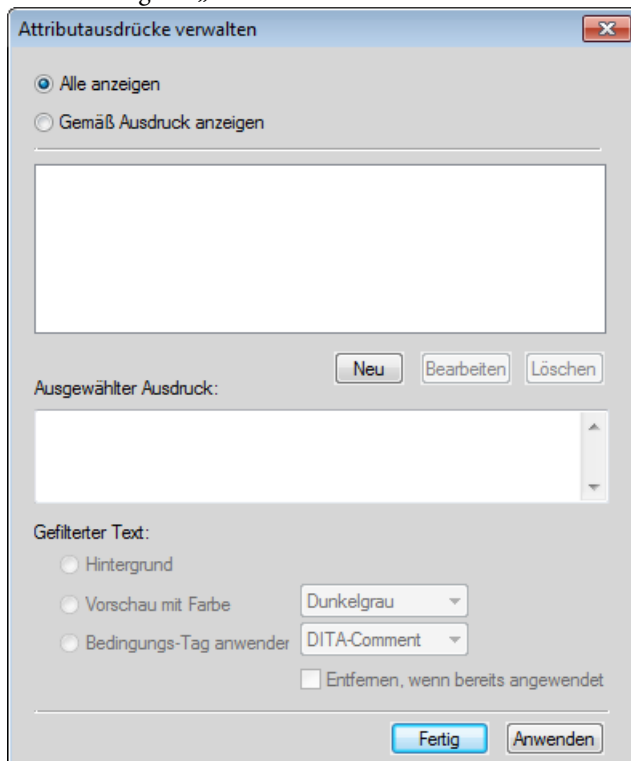 Attributausdrücke verwalten
Alle anzeigen
Gemäß Ausdruck anzeigen
Neu Bearbeiten Löschen
Ausgewählter Ausdruck:
Gefilterter Text:
Hintergrund
Vorschau mit Farbe Dunkelgrau
Bedingungs-Tag anwender DITA-Comment
Entfernen, wenn bereits angewendet
Fertig Anwenden